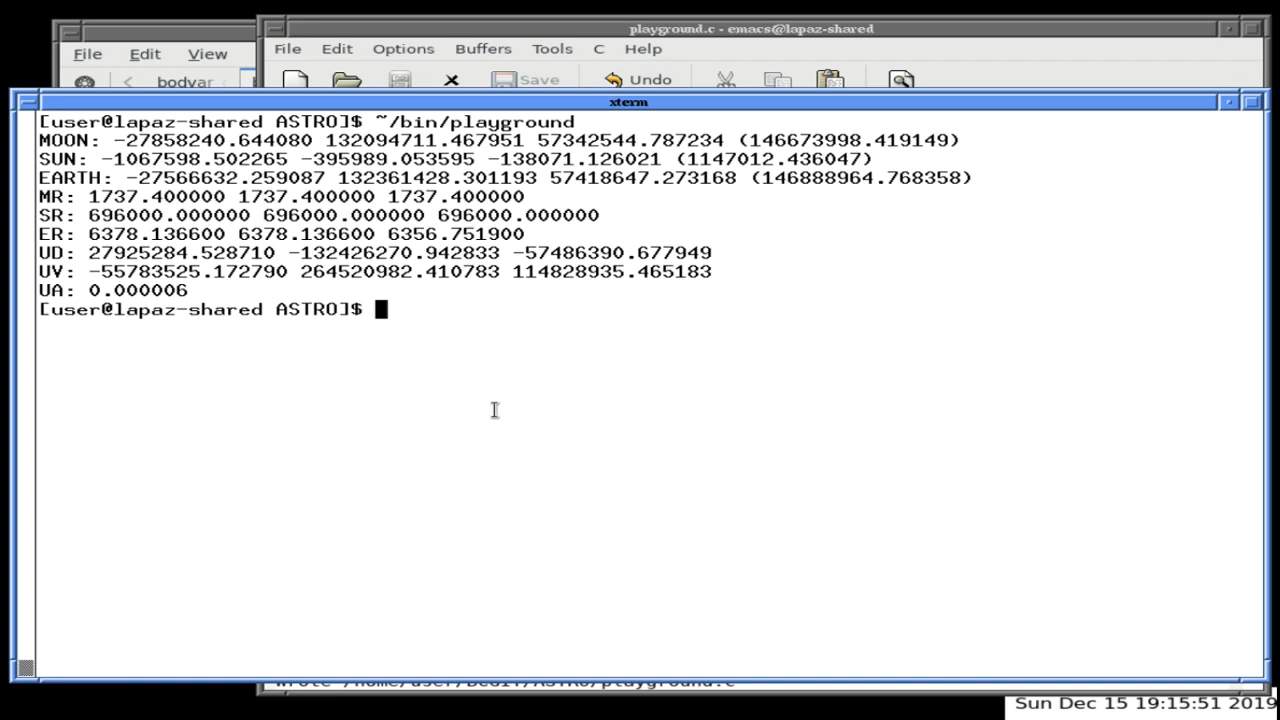 playground.c - emacs@lapaz-shared
File Edit View
File Edit Options Buffers Tools C Help
bodvar
Save Undo
xterm
[user@lapaz-shared ASTRO]$ ~/bin/playground
MOON: -27858240.644080 132094711.467951 57342544.787234 (146673998.419149)
SUN: -1067598.502265 -395989.053595 -138071.126021 (1147012.436047)
EARTH: -27566632.259087 132361428.301193 57418647.273168 (146888964.768358)
MR: 1737.400000 1737.400000 1737.400000
SR: 696000.000000 696000.000000 696000.000000
ER: 6378.136600 6378.136600 6356.751900
UD: 27925284.528710 -132426270.942833 -57486390.677949
UV: -55783525.172790 264520982.410783 114828935.465183
UA: 0.000006
[user@lapaz-shared ASTRO]$
Sun Dec 15 19:15:51 2019